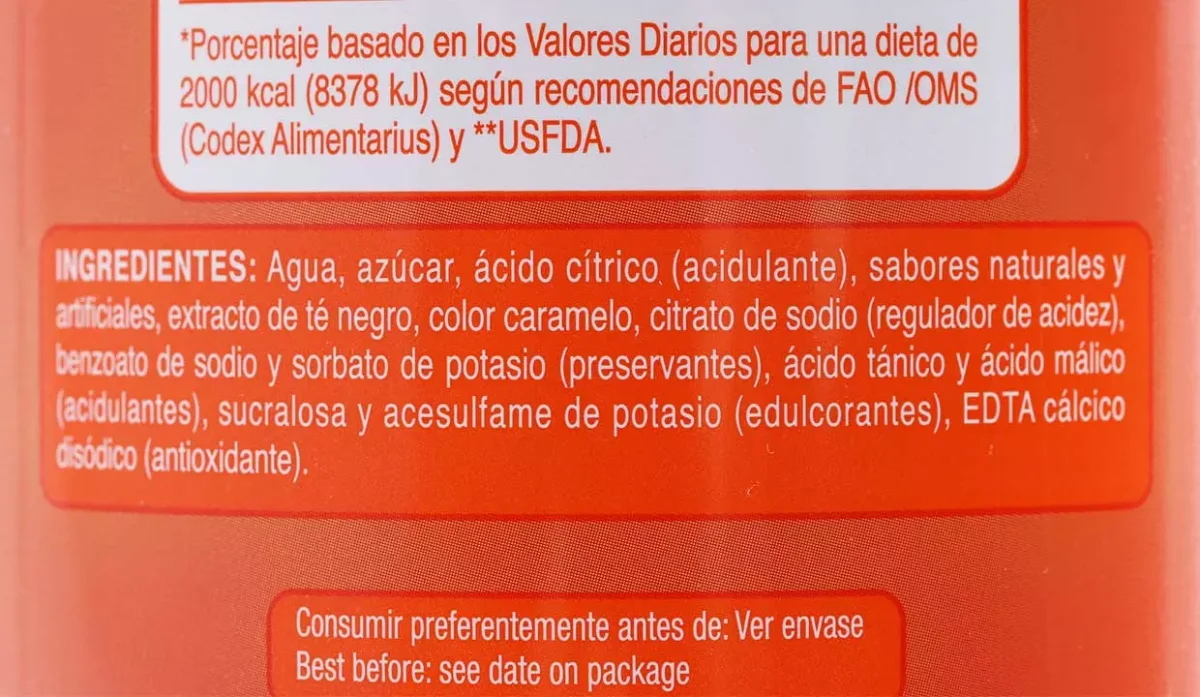 *Porcentaje basado en los Valores Diarios para una dieta de
2000 kcal (8378 kJ) según recomendaciones de FAO /OMS
(Codex Alimentarius) y **USFDA.
INGREDIENTES: Agua, azúcar, ácido cítrico (acidulante), sabores naturales y
artificiales, extracto de té negro, color caramelo, citrato de sodio (regulador de acidez),
benzoato de sodio y sorbato de potasio (preservantes), ácido tánico y ácido málico
(acidulantes), sucralosa y acesulfame de potasio (edulcorantes), EDTA cálcico
disódico (antioxidante).
Consumir preferentemente antes de: Ver envase
Best before: see date on package